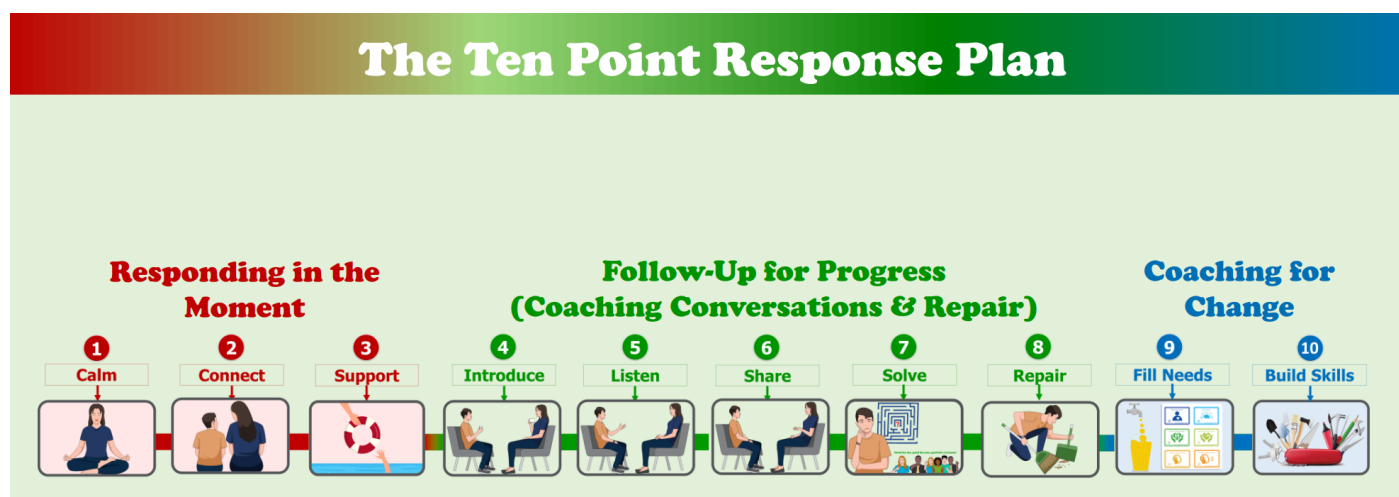 The Ten Point Response Plan
Responding in the
Moment
Follow-Up for Progress
(Coaching Conversations & Repair)
Coaching for
Change
1
Calm
2
Connect
3
Support
4
Introduce
5
Listen
6
Share
7
Solve
8
Repair
9
Fill Needs
10
Build Skills